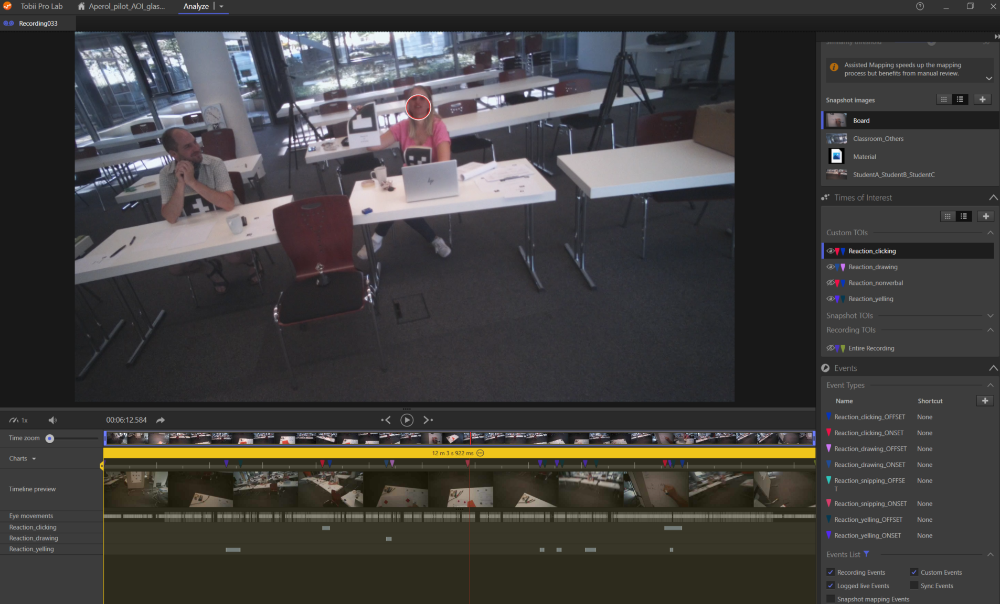 Tobii Pro Lab
Aperol_pilot_AOI_glas...
Analyze
Recording033
Similarity threshold
Assisted Mapping speeds up the mapping
process but benefits from manual review.
Snapshot images
Board
Classroom_Others
Material
StudentA_StudentB_StudentC
Times of Interest
Custom TOIs
Reaction_clicking
Reaction_drawing
Reaction_nonverbal
Reaction_yelling
Snapshot TOIs
Recording TOIs
Entire Recording
Events
Event Types
Name Shortcut
Reaction_clicking_OFFSET None
Reaction_clicking_ONSET None
Reaction_drawing_OFFSET None
Reaction_drawing_ONSET None
Reaction_snipping_OFFSE None
T
Reaction_snipping_ONSET None
Reaction_yelling_OFFSET None
Reaction_yelling_ONSET None
Events List
Recording Events Custom Events
Logged live Events Sync Events
Snapshot mapping Events
hp
1x 00:06:12.584
Time zoom
12 m 3 s 922 ms
Charts
Timeline preview
Eye movements
Reaction_clicking
Reaction_drawing
Reaction_yelling